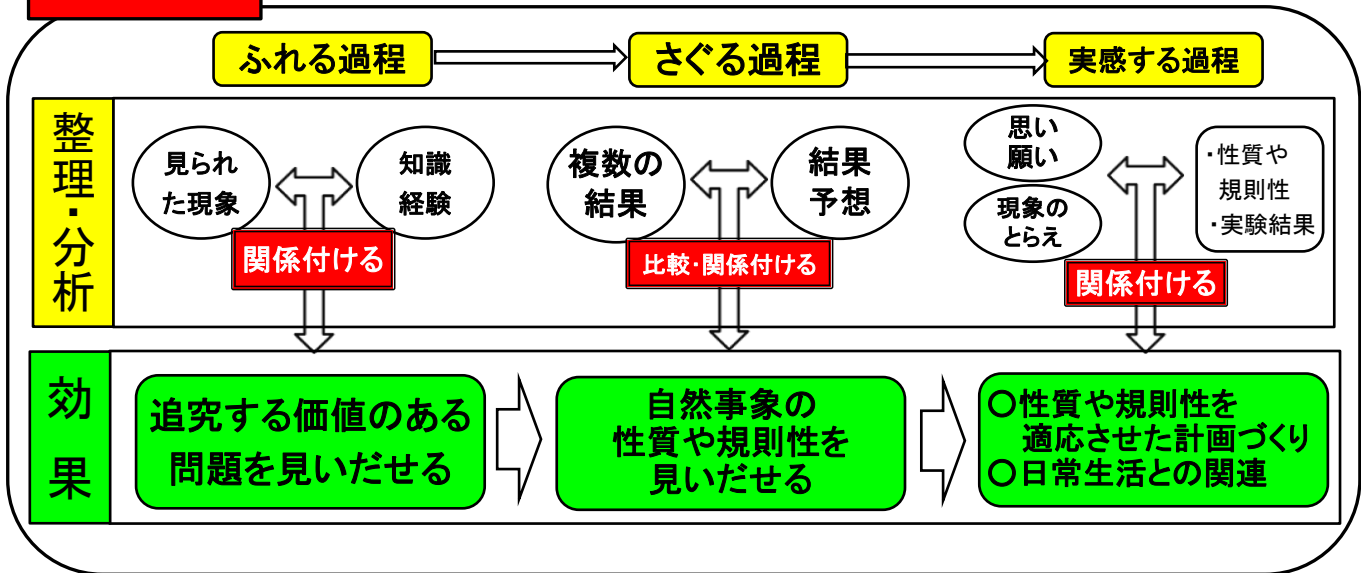 ふれる過程
さぐる過程
実感する過程
整理・分析
見られ
た現象
知識
経験
関係付ける
複数の
結果
結果
予想
比較・関係付ける
思い
願い
現象の
とらえ
・性質や
規則性
・実験結果
関係付ける
効果
追究する価値のある
問題を見いだせる
自然事象の
性質や規則性を
見いだせる
○性質や規則性を
適応させた計画づくり
○日常生活との関連